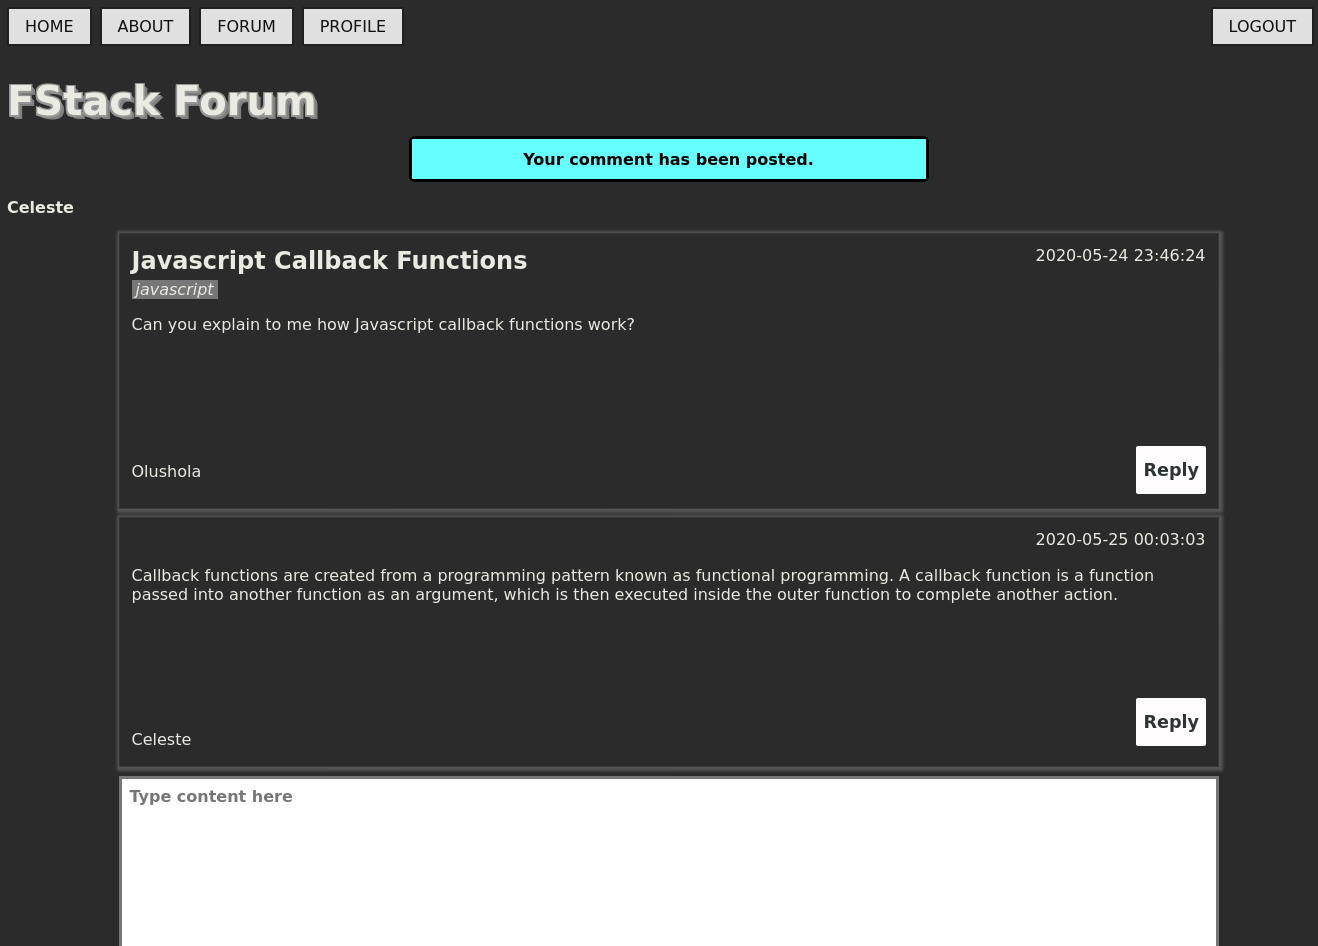 HOME ABOUT FORUM PROFILE LOGOUT
FStack Forum
Your comment has been posted.
Celeste
Javascript Callback Functions 2020-05-24 23:46:24
javascript
Can you explain to me how Javascript callback functions work?
Olushola Reply
2020-05-25 00:03:03
Callback functions are created from a programming pattern known as functional programming. A callback function is a function
passed into another function as an argument, which is then executed inside the outer function to complete another action.
Celeste Reply
Type content here